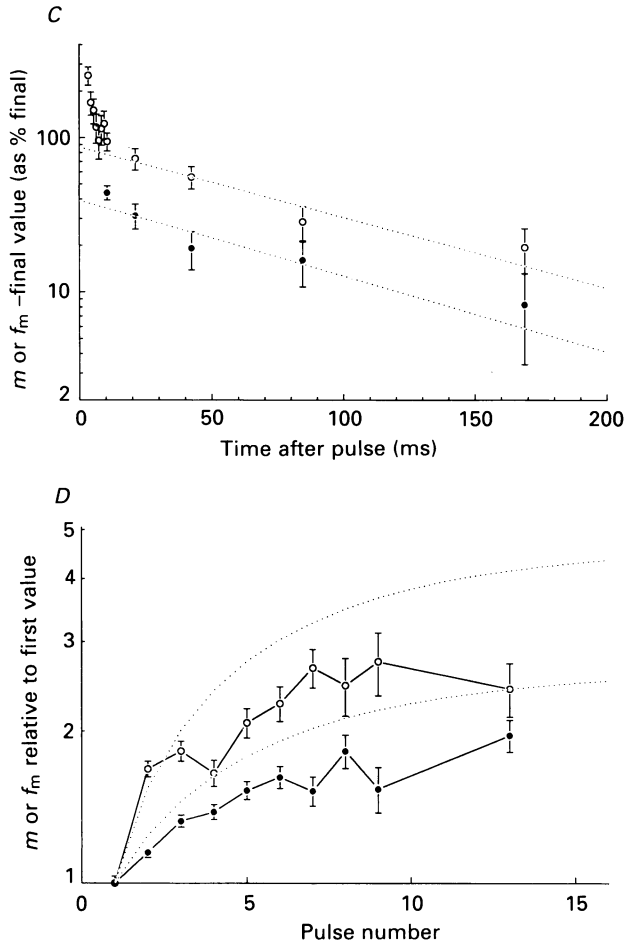 C
m or fm –final value (as % final)
100
10
2
0
50
100
150
200
Time after pulse (ms)
D
m or fm relative to first value
5
4
3
2
1
0
5
10
15
Pulse number